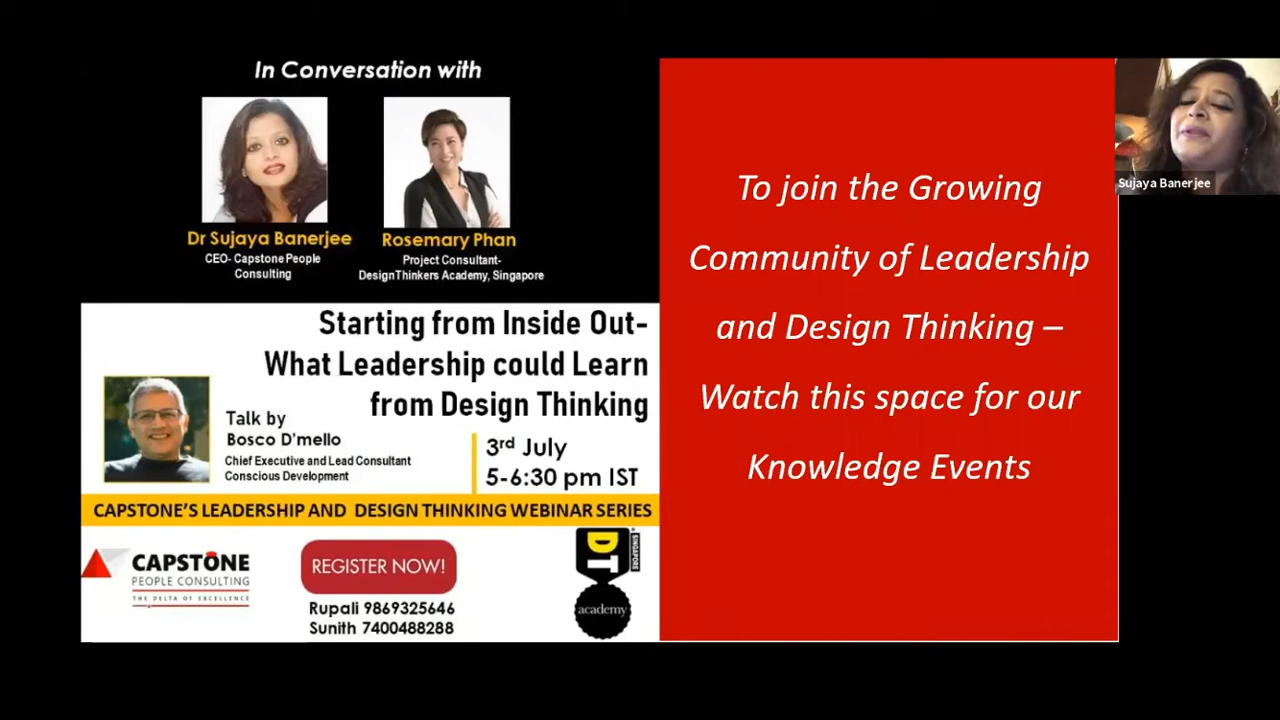 In Conversation with
Dr Sujaya Banerjee
CEO- Capstone People
Consulting
Rosemary Phan
Project Consultant-
DesignThinkers Academy, Singapore
Starting from Inside Out-
What Leadership could Learn
from Design Thinking
Talk by
Bosco D'mello
Chief Executive and Lead Consultant
Conscious Development
3rd July
5-6:30 pm IST
CAPSTONE'S LEADERSHIP AND DESIGN THINKING WEBINAR SERIES
CAPSTONE
PEOPLE CONSULTING
THE DELTA OF EXCELLENCE
REGISTER NOW!
Rupali 9869325646
Sunith 7400488288
DT
SINGAPORE
academy
To join the Growing
Community of Leadership
and Design Thinking –
Watch this space for our
Knowledge Events
Sujaya Banerjee